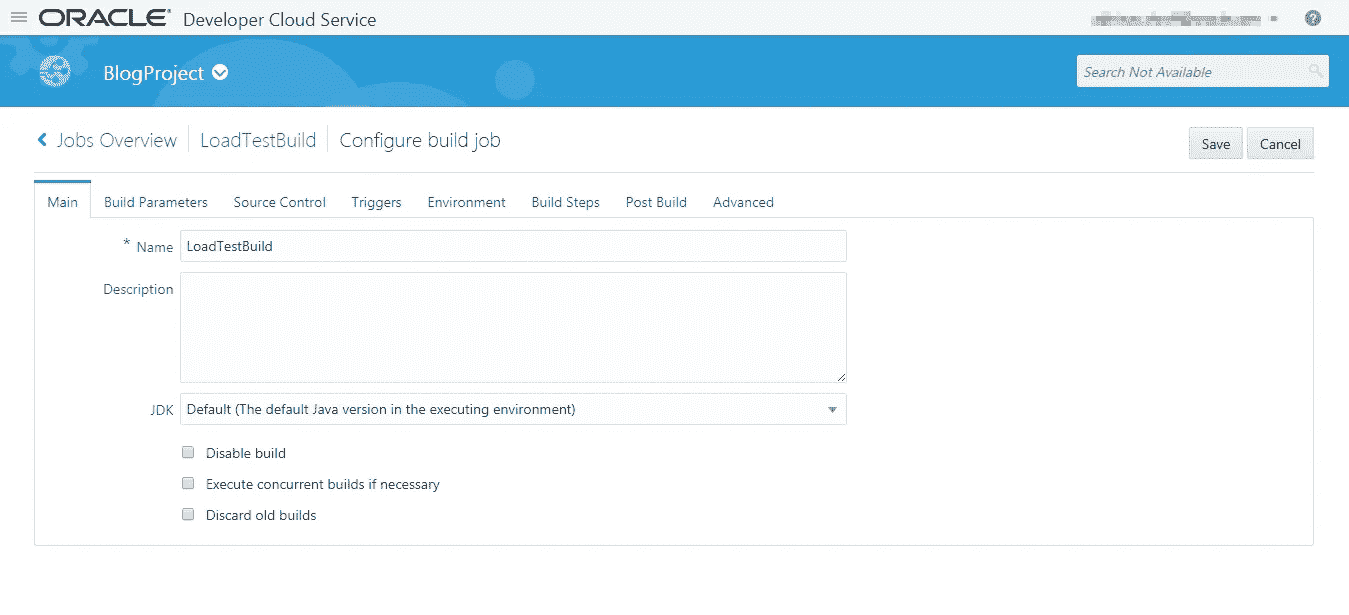 ORACLE® Developer Cloud Service
BlogProject
Search Not Available
Jobs Overview LoadTestBuild Configure build job
Save Cancel
Main Build Parameters Source Control Triggers Environment Build Steps Post Build Advanced
* Name LoadTestBuild
Description
JDK Default (The default Java version in the executing environment)
Disable build
Execute concurrent builds if necessary
Discard old builds